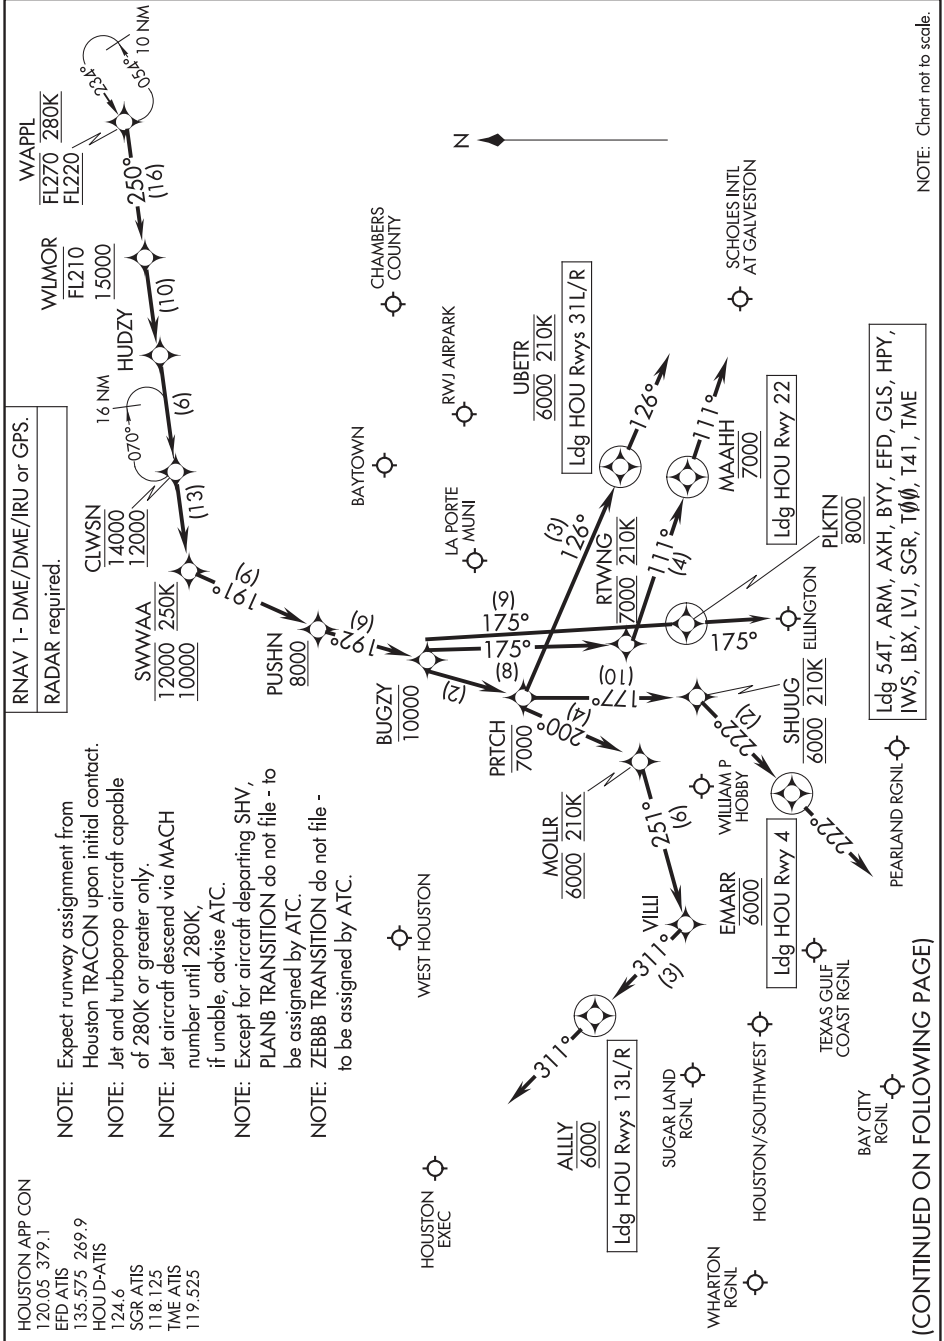 HOUSTON APP CON
120.05 379.1
EFD ATIS
135.575 269.9
HOU D-ATIS
124.6
SGR ATIS
118.125
TME ATIS
119.525
NOTE: Expect runway assignment from
Houston TRACON upon initial contact.
NOTE: Jet and turboprop aircraft capable
of 280K or greater only.
NOTE: Jet aircraft descend via MACH
number until 280K,
if unable, advise ATC.
NOTE: Except for aircraft departing SHV,
PLANB TRANSITION do not file - to
be assigned by ATC.
NOTE: ZEBBB TRANSITION do not file -
to be assigned by ATC.
RNAV 1 - DME/DME/IRU or GPS.
RADAR required.
WAPPL
FL270 280K
FL220
234°
054°
10 NM
250°
(16)
WLMOR
FL210
15000
(10)
HUDZY
16 NM
070°
(6)
CLWSN
14000
12000
(13)
SWWAA
12000 250K
10000
191°
(9)
PUSHN
8000
192°
(6)
BUGZY
10000
(2)
175°
(8)
175°
(9)
PRTCH
7000
200°
(4)
177°
(10)
126°
(3)
UBETR
6000 210K
Ldg HOU Rwys 31L/R
126°
RTWNG
7000 210K
111°
(4)
MAAHH
7000
Ldg HOU Rwy 22
111°
PLKTN
8000
175°
Ldg 54T, ARM, AXH, BYY, EFD, GLS, HPY,
IWS, LBX, LVJ, SGR, T00, T41, TME
SHUUG
6000 210K
222°
(2)
EMARR
6000
Ldg HOU Rwy 4
222°
MOLLR
6000 210K
251°
(6)
VILLI
311°
(3)
ALLLY
6000
Ldg HOU Rwys 13L/R
311°
N
CHAMBERS
COUNTY
RWJ AIRPARK
BAYTOWN
LA PORTE
MUNI
SCHOLES INTL
AT GALVESTON
ELLINGTON
WILLIAM P
HOBBY
PEARLAND RGNL
WEST HOUSTON
HOUSTON
EXEC
SUGAR LAND
RGNL
HOUSTON/SOUTHWEST
TEXAS GULF
COAST RGNL
BAY CITY
RGNL
WHARTON
RGNL
NOTE: Chart not to scale.
(CONTINUED ON FOLLOWING PAGE)